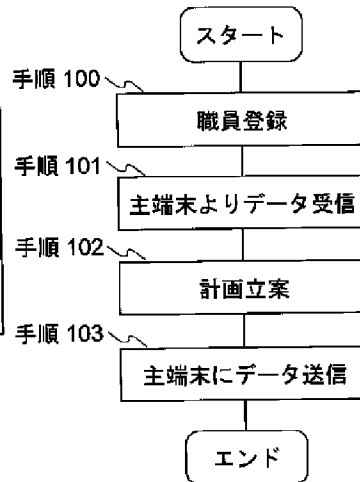 スタート
手順 100
職員登録
手順 101
主端末よりデータ受信
手順 102
計画立案
手順 103
主端末にデータ送信
エンド